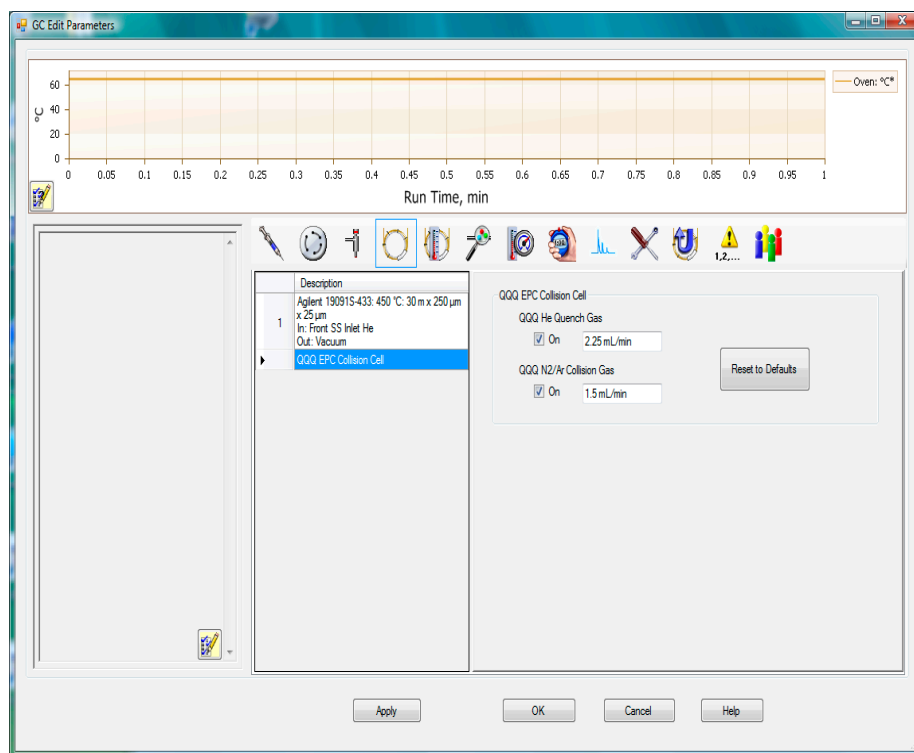 GC Edit Parameters
60
40
20
0
°C
Oven: °C*
0 0.05 0.1 0.15 0.2 0.25 0.3 0.35 0.4 0.45 0.5 0.55 0.6 0.65 0.7 0.75 0.8 0.85 0.9 0.95 1
Run Time, min
1,2,...
Description
1
Agilent 19091S-433: 450 °C: 30 m x 250 µm
x 25 µm
In: Front SS Inlet He
Out: Vacuum
QQQ EPC Collision Cell
QQQ EPC Collision Cell
QQQ He Quench Gas
On 2.25 mL/min
QQQ N2/Ar Collision Gas
On 1.5 mL/min
Reset to Defaults
Apply OK Cancel Help